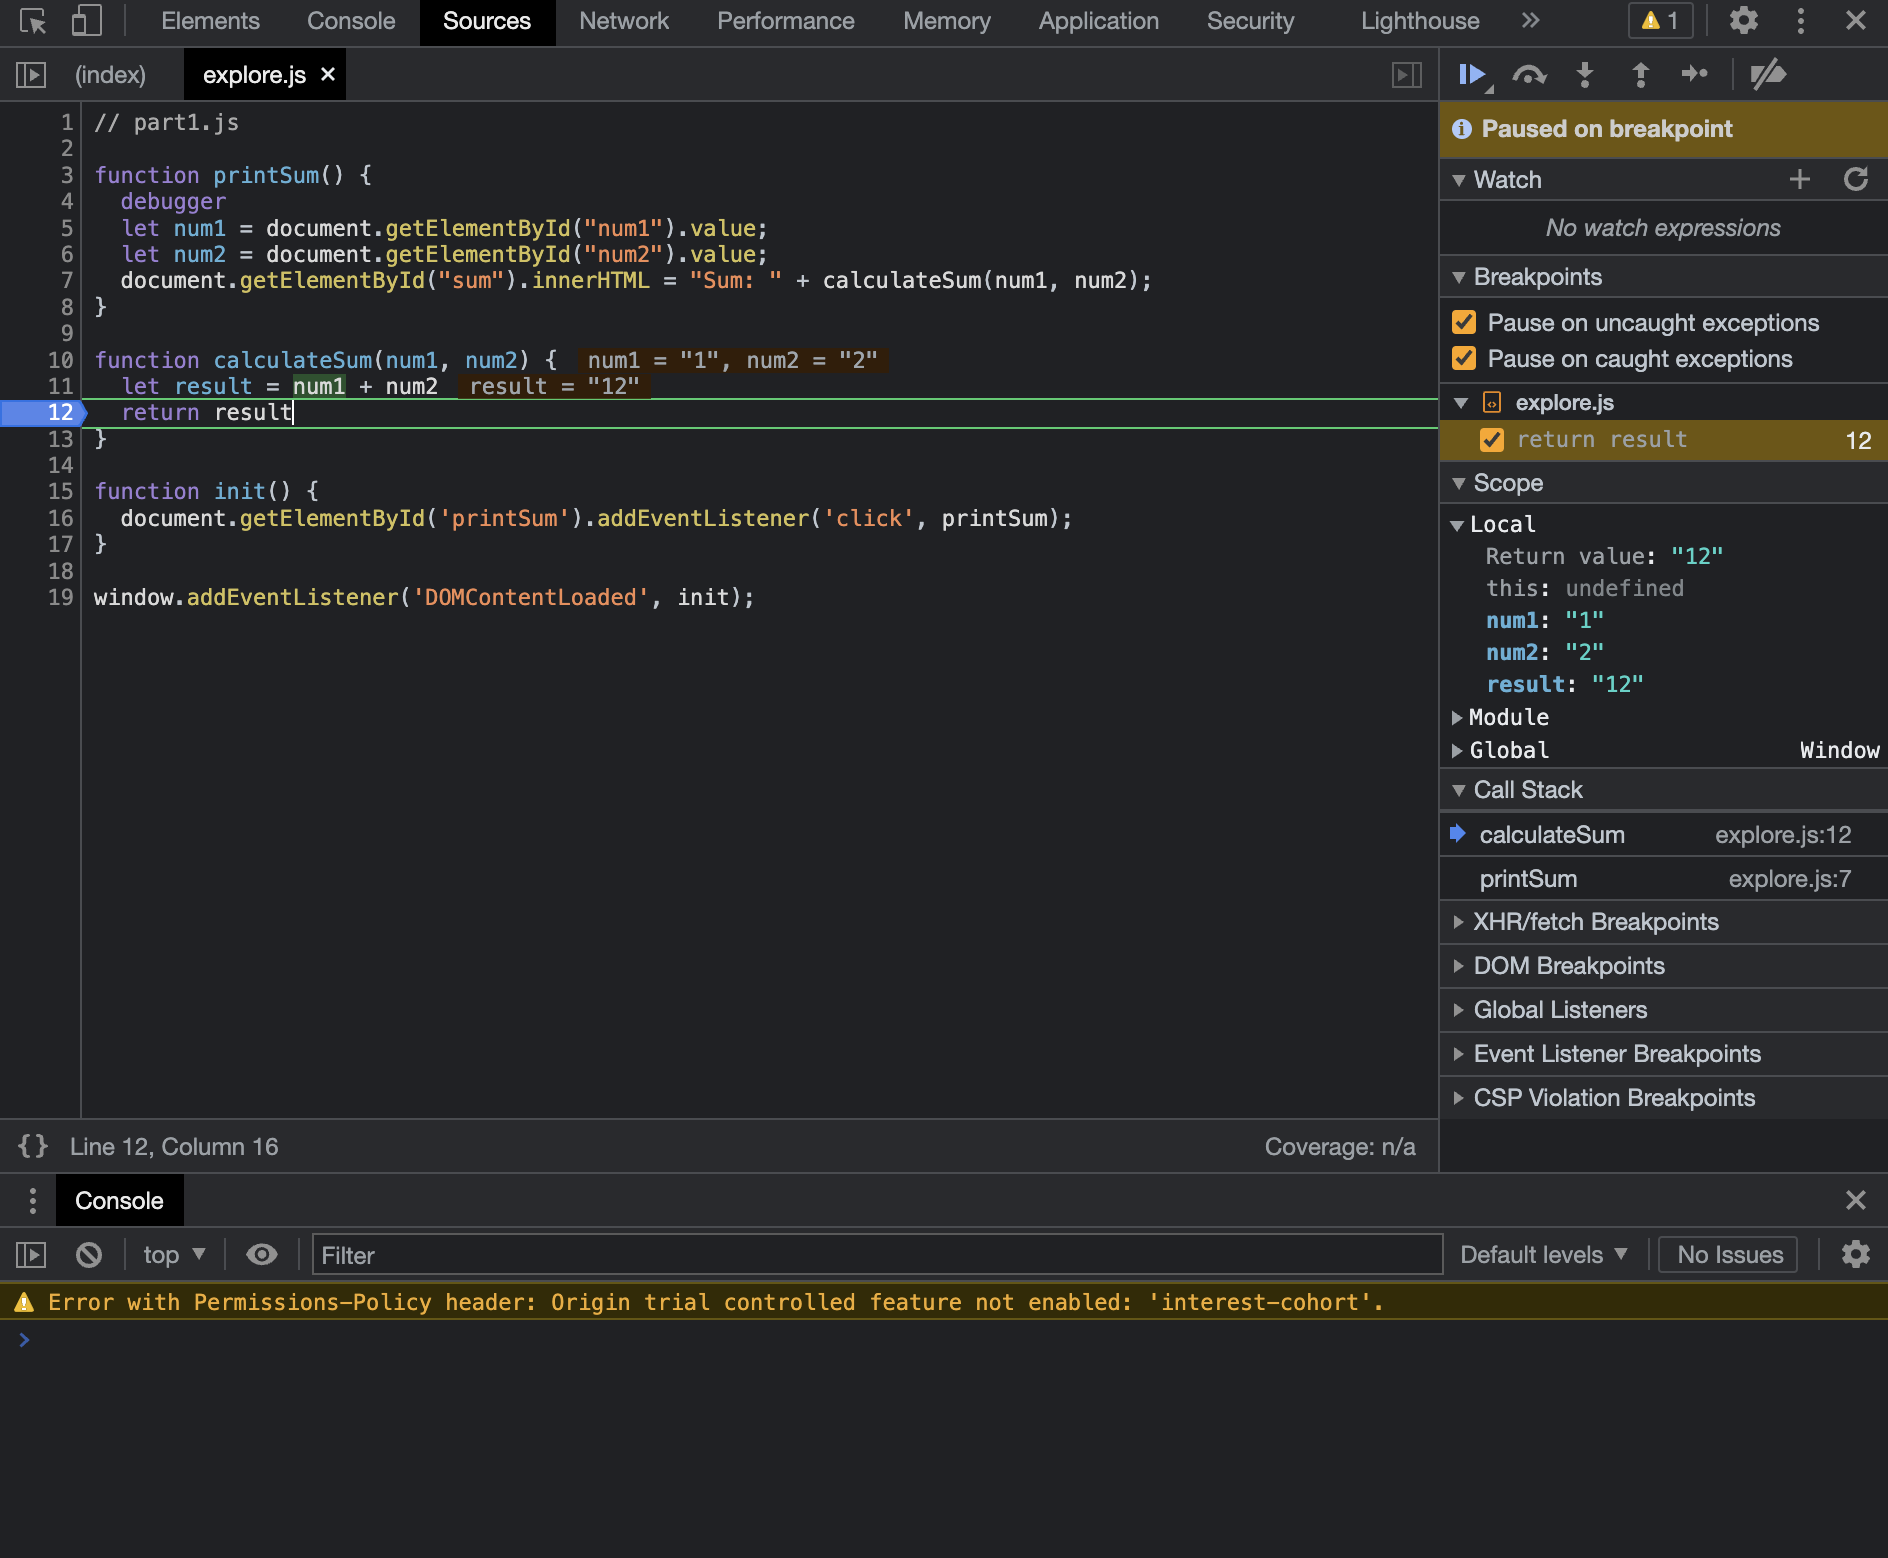 Elements Console Sources Network Performance Memory Application Security Lighthouse » 1
(index) explore.js ×
1 // part1.js
2
3 function printSum() {
4   debugger
5   let num1 = document.getElementById("num1").value;
6   let num2 = document.getElementById("num2").value;
7   document.getElementById("sum").innerHTML = "Sum: " + calculateSum(num1, num2);
8 }
9
10 function calculateSum(num1, num2) { num1 = "1", num2 = "2"
11   let result = num1 + num2 result = "12"
12   return result
13 }
14
15 function init() {
16   document.getElementById('printSum').addEventListener('click', printSum);
17 }
18
19 window.addEventListener('DOMContentLoaded', init);
{} Line 12, Column 16 Coverage: n/a
Paused on breakpoint
Watch
No watch expressions
Breakpoints
Pause on uncaught exceptions
Pause on caught exceptions
explore.js
return result 12
Scope
Local
Return value: "12"
this: undefined
num1: "1"
num2: "2"
result: "12"
Module
Global Window
Call Stack
calculateSum explore.js:12
printSum explore.js:7
XHR/fetch Breakpoints
DOM Breakpoints
Global Listeners
Event Listener Breakpoints
CSP Violation Breakpoints
Console
top Filter Default levels No Issues
Error with Permissions-Policy header: Origin trial controlled feature not enabled: 'interest-cohort'.